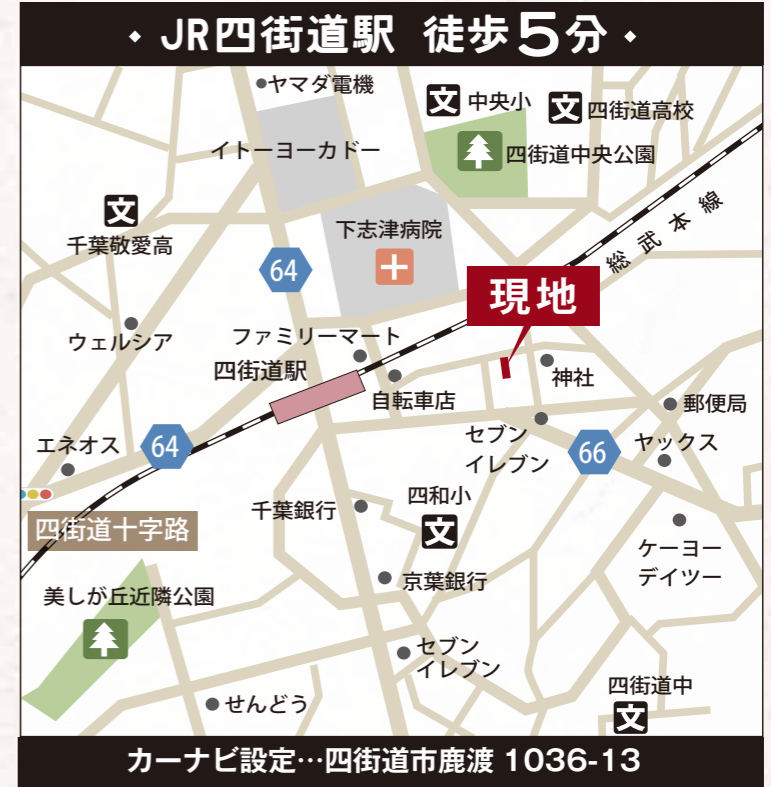 ・JR四街道駅 徒歩5分・
ヤマダ電機
文 中央小
文 四街道高校
イトーヨーカドー
四街道中央公園
文
千葉敬愛高
下志津病院
総武本線
64
現地
ウェルシア
ファミリーマート
四街道駅
自転車店
神社
郵便局
エネオス
64
セブン
イレブン
66
ヤックス
四街道十字路
千葉銀行
四和小
文
ケーヨー
デイツー
美しが丘近隣公園
京葉銀行
セブン
イレブン
せんどう
四街道中
文
カーナビ設定…四街道市鹿渡 1036-13